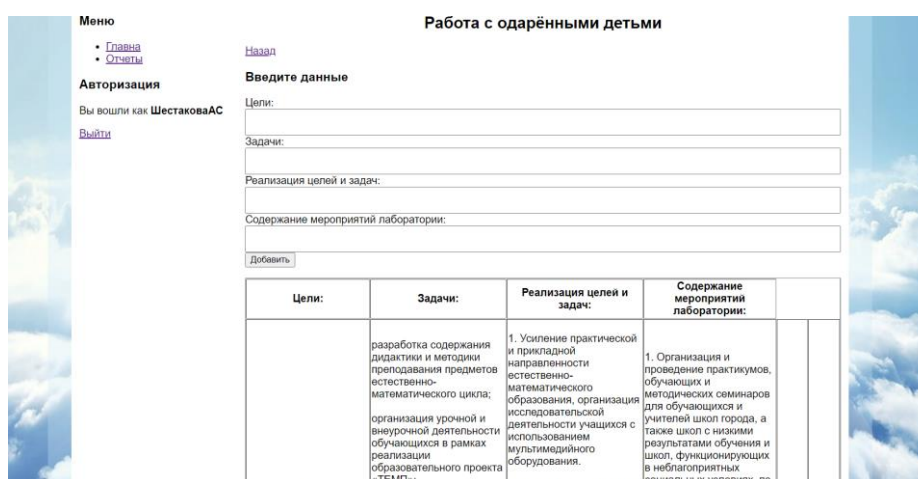 Меню
Главна
Отчеты
Авторизация
Вы вошли как ШестаковаАС
Выйти
Работа с одарёнными детьми
Назад
Введите данные
Цели:
Задачи:
Реализация целей и задач:
Содержание мероприятий лаборатории:
Добавить
Цели:
Задачи:
Реализация целей и
задач:
Содержание
мероприятий
лаборатории:
разработка содержания
дидактики и методики
преподавания предметов
естественно-
математического цикла;
организация урочной и
внеурочной деятельности
обучающихся в рамках
реализации
образовательного проекта
«ТЕМП»;
1. Усиление практической
и прикладной
направленности
естественно-
математического
образования, организация
исследовательской
деятельности учащихся с
использованием
мультимедийного
оборудования.
1. Организация и
проведение практикумов,
обучающих и
методических семинаров
для обучающихся и
учителей школ города, а
также школ с низкими
результатами обучения и
школ, функционирующих
в неблагоприятных
социальных условиях, по